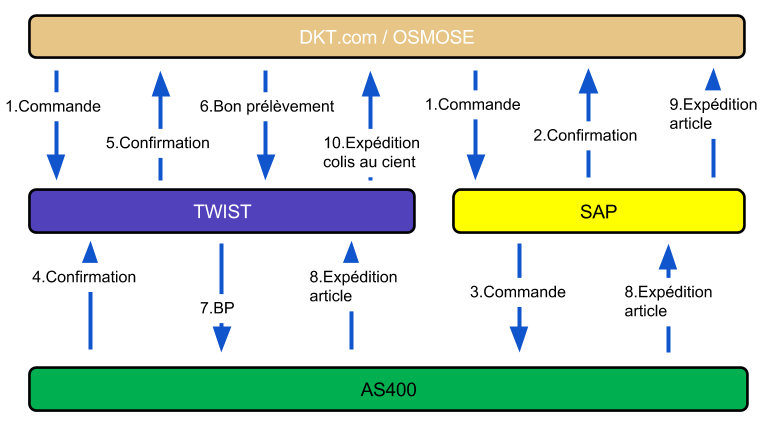 DKT.com / OSMOSE
1.Commande
5.Confirmation
6.Bon prélèvement
10.Expédition
colis au cient
1.Commande
2.Confirmation
9.Expédition
article
TWIST
SAP
4.Confirmation
7.BP
8.Expédition
article
3.Commande
8.Expédition
article
AS400